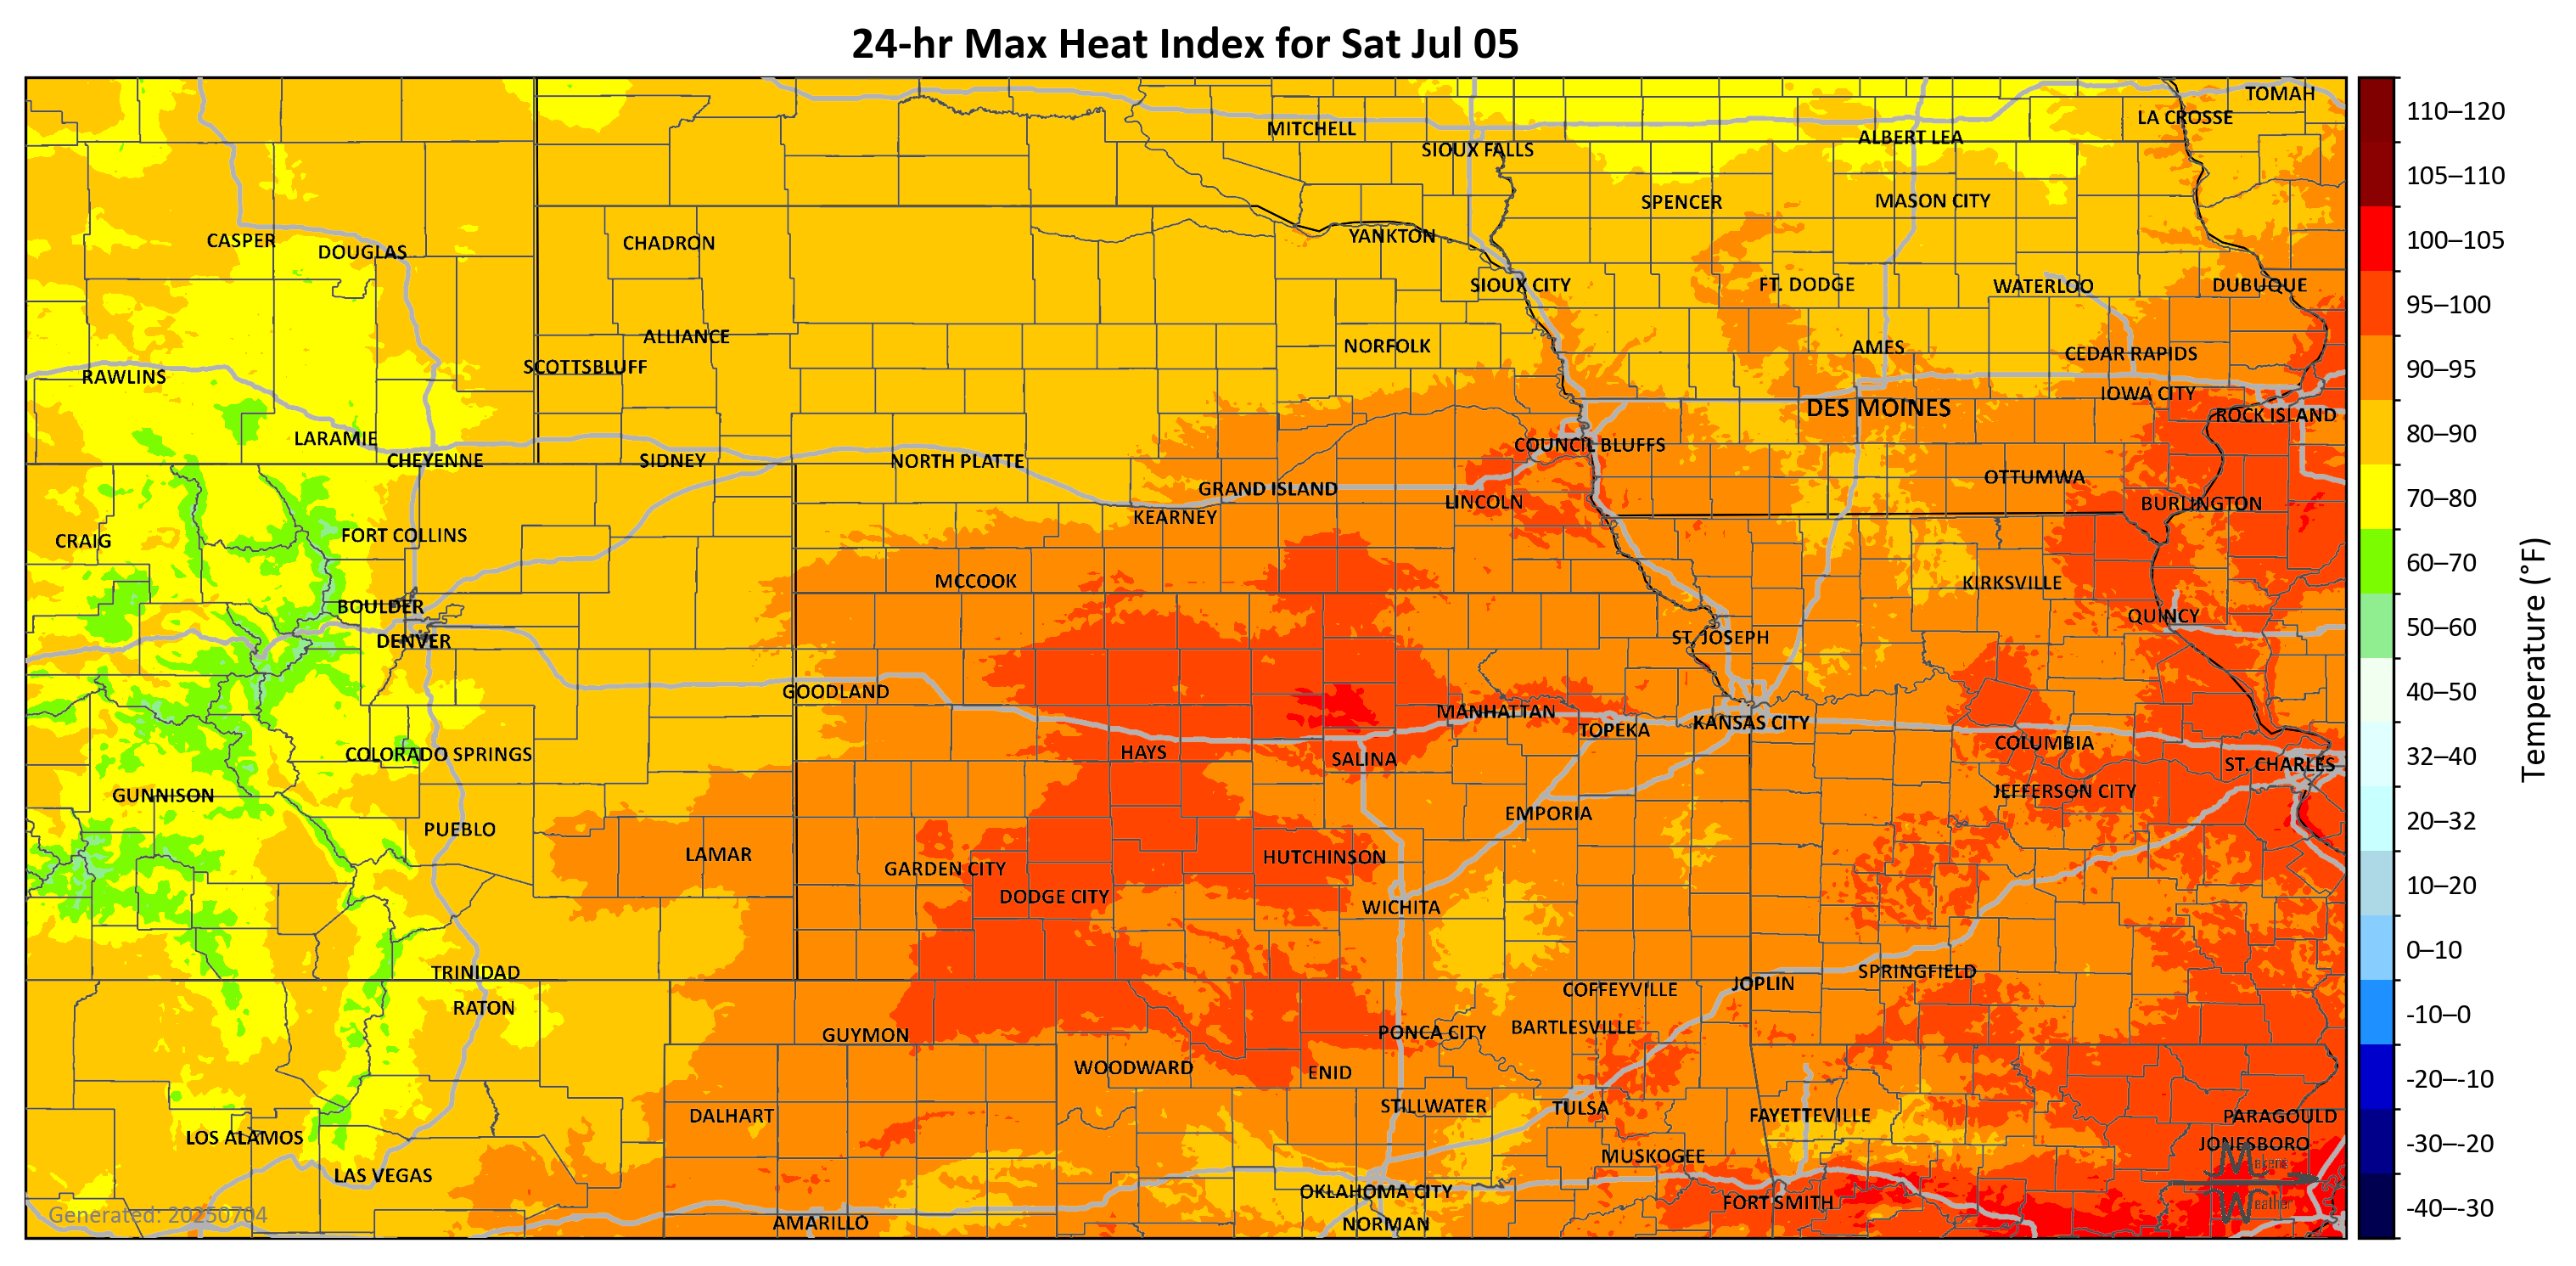 24-hr Max Heat Index for Sat Jul 05
TOMAH
LA CROSSE
MITCHELL
ALBERT LEA
SIOUX FALLS
SPENCER
MASON CITY
CASPER
DOUGLAS
CHADRON
YANKTON
SIOUX CITY
FT. DODGE
WATERLOO
DUBUQUE
ALLIANCE
NORFOLK
AMES
CEDAR RAPIDS
SCOTTSBLUFF
RAWLINS
IOWA CITY
DES MOINES
ROCK ISLAND
LARAMIE
COUNCIL BLUFFS
CHEYENNE
SIDNEY
NORTH PLATTE
OTTUMWA
GRAND ISLAND
LINCOLN
BURLINGTON
KEARNEY
FORT COLLINS
CRAIG
MCCOOK
KIRKSVILLE
BOULDER
QUINCY
DENVER
ST. JOSEPH
GOODLAND
MANHATTAN
KANSAS CITY
TOPEKA
COLUMBIA
COLORADO SPRINGS
HAYS
SALINA
ST. CHARLES
GUNNISON
JEFFERSON CITY
EMPORIA
PUEBLO
LAMAR
HUTCHINSON
GARDEN CITY
DODGE CITY
WICHITA
TRINIDAD
SPRINGFIELD
JOPLIN
COFFEYVILLE
RATON
BARTLESVILLE
PONCA CITY
GUYMON
WOODWARD
ENID
STILLWATER
TULSA
DALHART
FAYETTEVILLE
PARAGOULD
LOS ALAMOS
JONESBORO
MUSKOGEE
LAS VEGAS
OKLAHOMA CITY
FORT SMITH
AMARILLO
NORMAN
Makens
Weather
Generated: 20250704
110–120
105–110
100–105
95–100
90–95
80–90
70–80
60–70
50–60
40–50
32–40
20–32
10–20
0–10
-10–0
-20–-10
-30–-20
-40–-30
Temperature (°F)